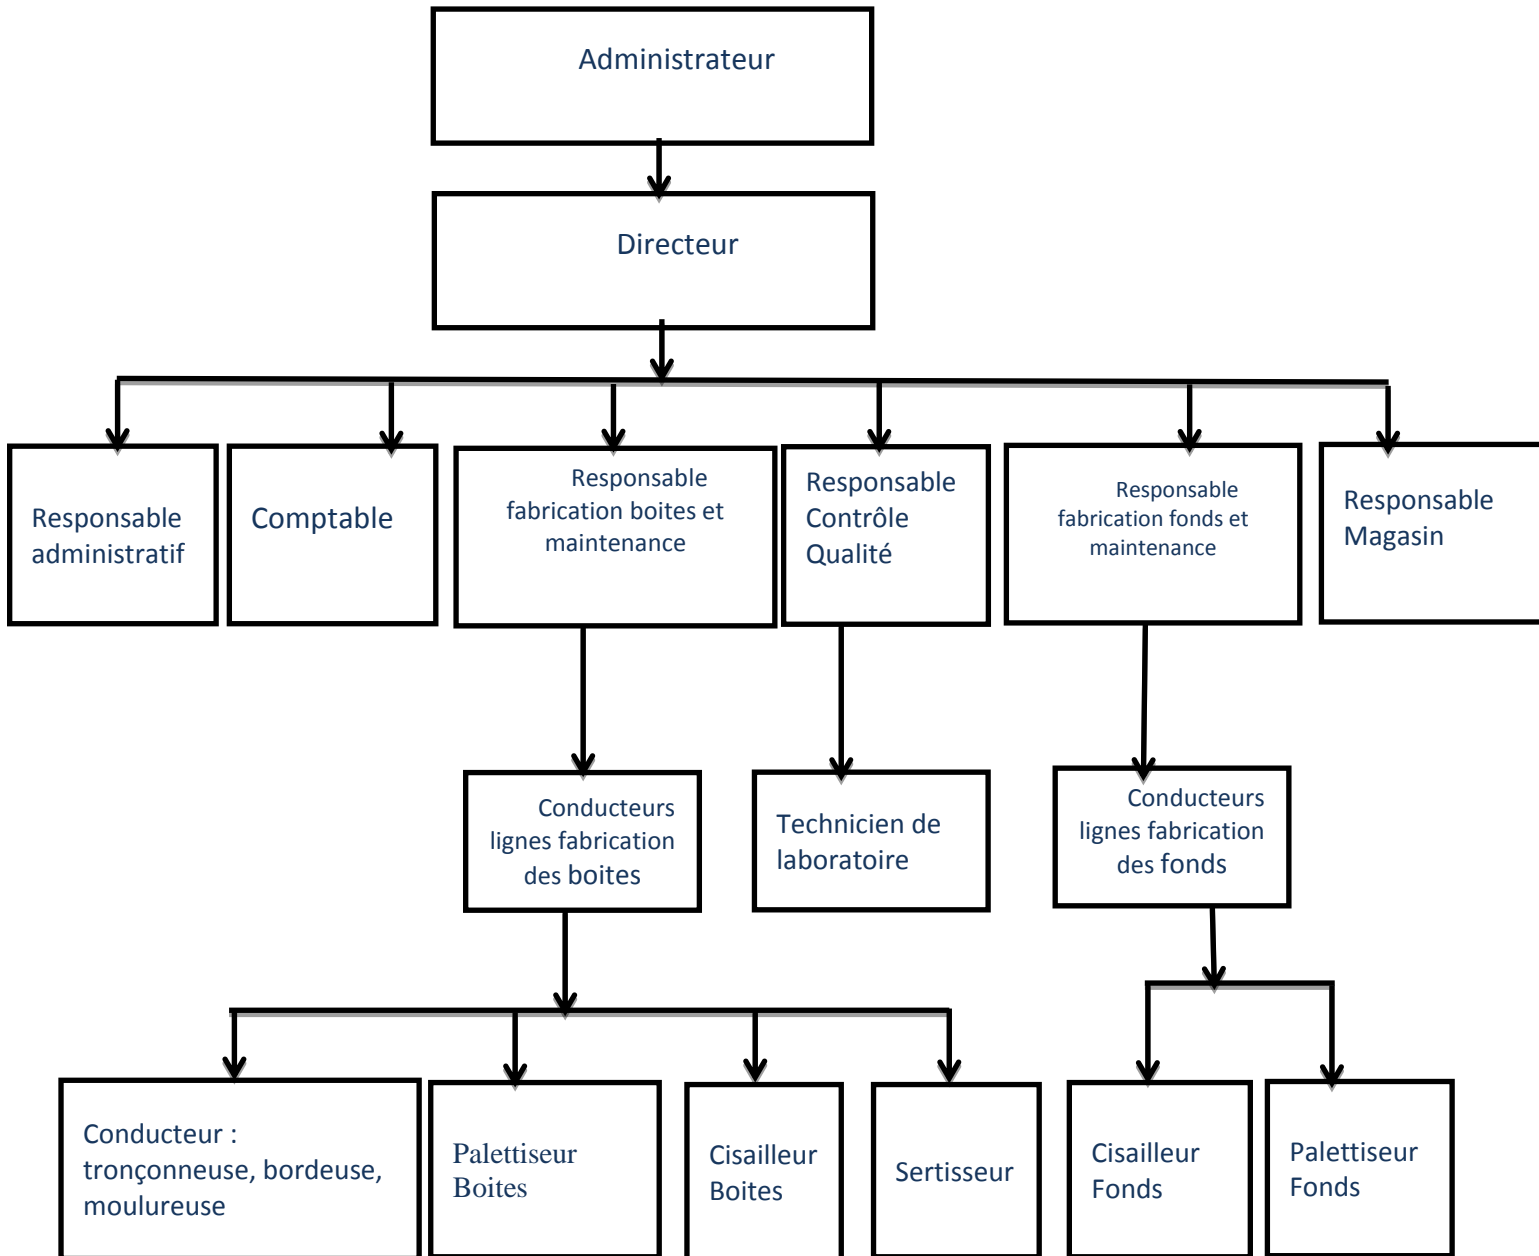 Administrateur
Directeur
Responsable
administratif
Comptable
Responsable
fabrication boites et
maintenance
Responsable
Contrôle
Qualité
Responsable
fabrication fonds et
maintenance
Responsable
Magasin
Conducteurs
lignes fabrication
des boites
Technicien de
laboratoire
Conducteurs
lignes fabrication
des fonds
Conducteur :
tronçonneuse, bordeuse,
moulureuse
Palettiseur
Boites
Cisailleur
Boites
Sertisseur
Cisailleur
Fonds
Palettiseur
Fonds